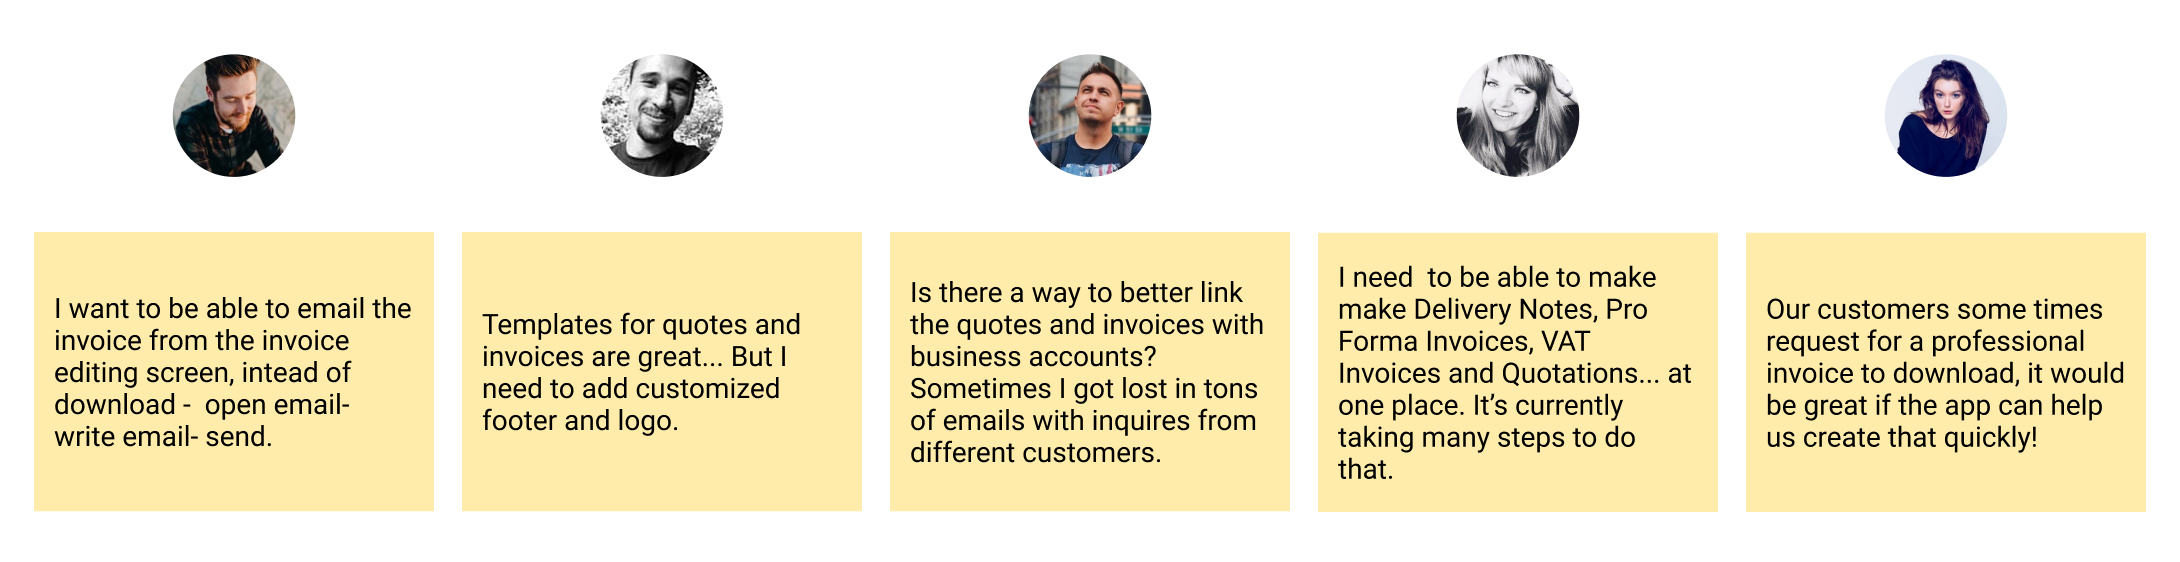 I want to be able to email the
invoice from the invoice
editing screen, intead of
download -  open email-
write email- send.
Templates for quotes and
invoices are great... But I
need to add customized
footer and logo.
Is there a way to better link
the quotes and invoices with
business accounts?
Sometimes I got lost in tons
of emails with inquires from
different customers.
I need  to be able to make
make Delivery Notes, Pro
Forma Invoices, VAT
Invoices and Quotations... at
one place. It’s currently
taking many steps to do
that.
Our customers some times
request for a professional
invoice to download, it would
be great if the app can help
us create that quickly!